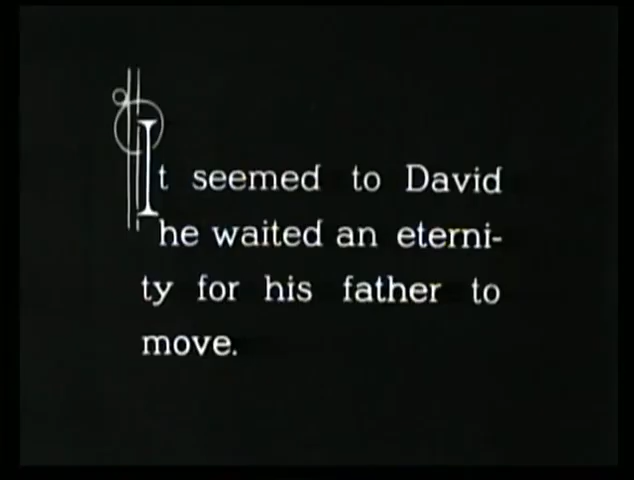 It seemed to David
he waited an eterni-
ty for his father to
move.